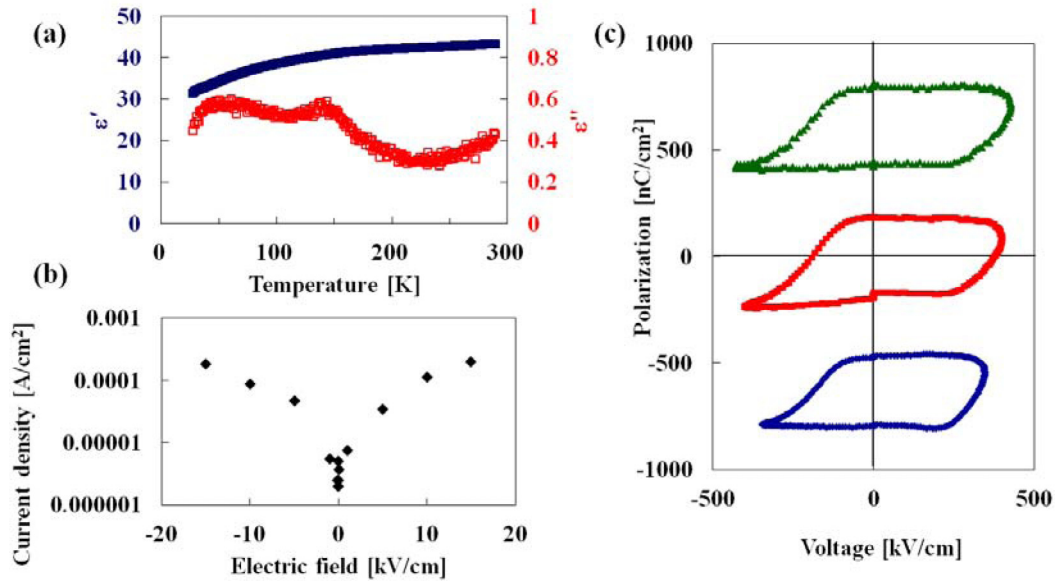 (a)
50
40
30
20
10
0
ε′
1
0.8
0.6
0.4
0.2
0
ε″
0 100 200 300
Temperature [K]
(b)
0.001
0.0001
0.00001
0.000001
Current density [A/cm²]
-20 -10 0 10 20
Electric field [kV/cm]
(c)
1000
500
0
-500
-1000
Polarization [nC/cm²]
-500 0 500
Voltage [kV/cm]